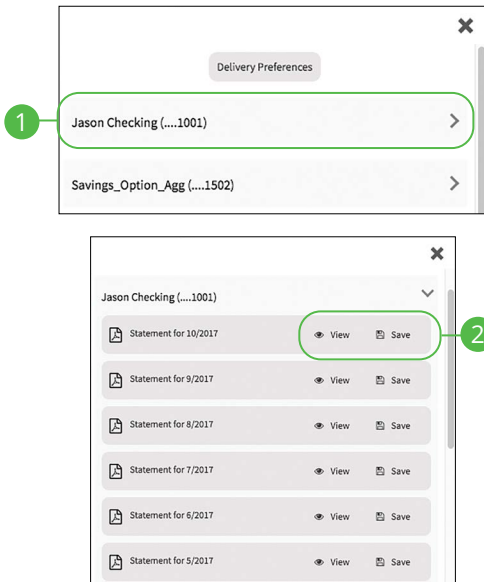 Delivery Preferences
1
Jason Checking (....1001)
Savings_Option_Agg (....1502)
Jason Checking (....1001)
Statement for 10/2017 View Save
2
Statement for 9/2017 View Save
Statement for 8/2017 View Save
Statement for 7/2017 View Save
Statement for 6/2017 View Save
Statement for 5/2017 View Save